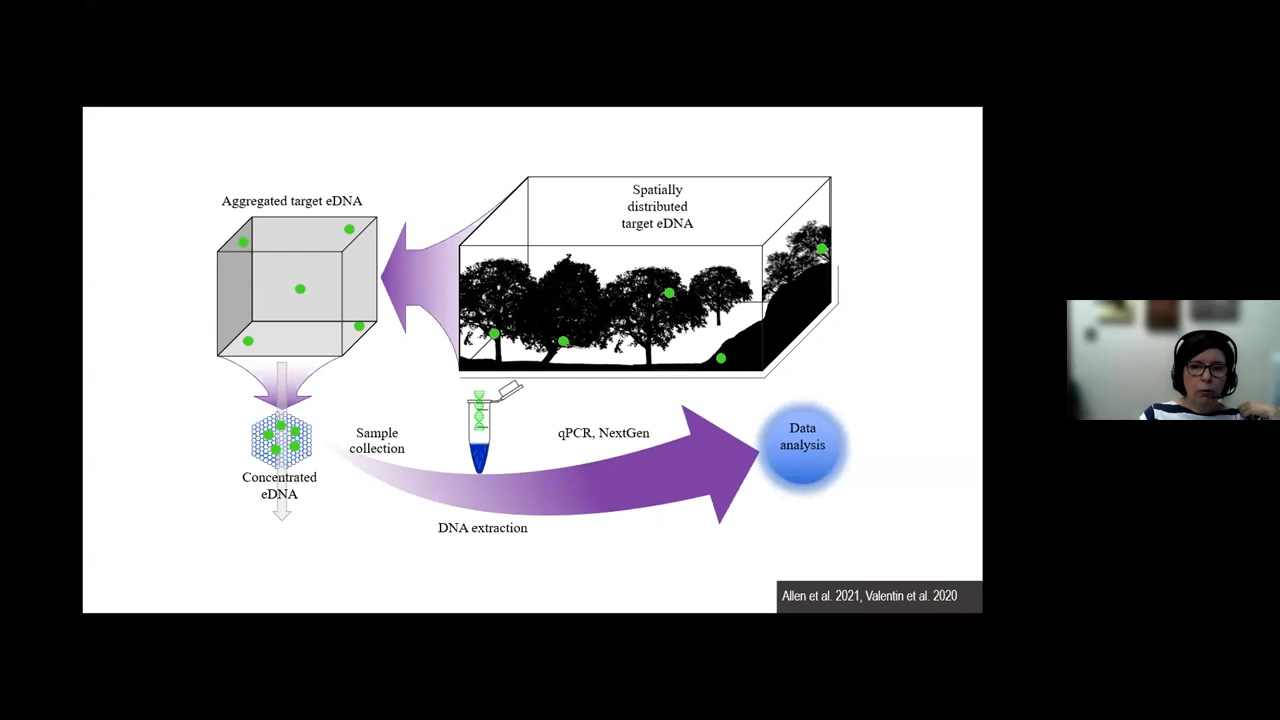 Aggregated target eDNA
Spatially
distributed
target eDNA
Concentrated
eDNA
Sample
collection
DNA extraction
qPCR, NextGen
Data
analysis
Allen et al. 2021, Valentin et al. 2020